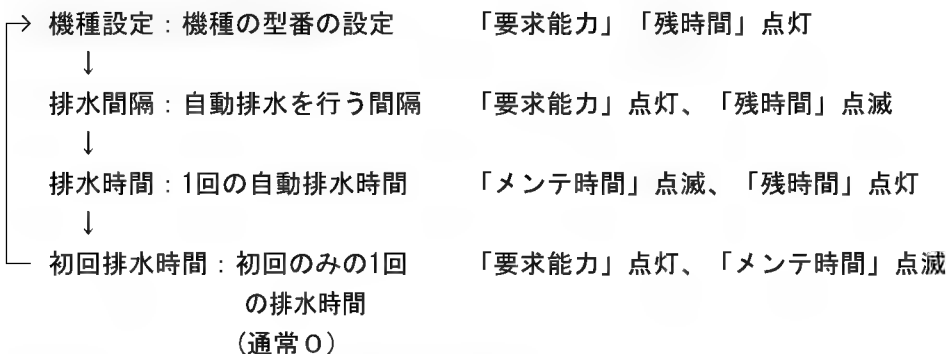 機種設定：機種の型番の設定 「要求能力」「残時間」点灯
↓
排水間隔：自動排水を行う間隔 「要求能力」点灯、「残時間」点滅
↓
排水時間：1回の自動排水時間 「メンテ時間」点滅、「残時間」点灯
↓
初回排水時間：初回のみの1回 「要求能力」点灯、「メンテ時間」点滅
の排水時間
(通常０)